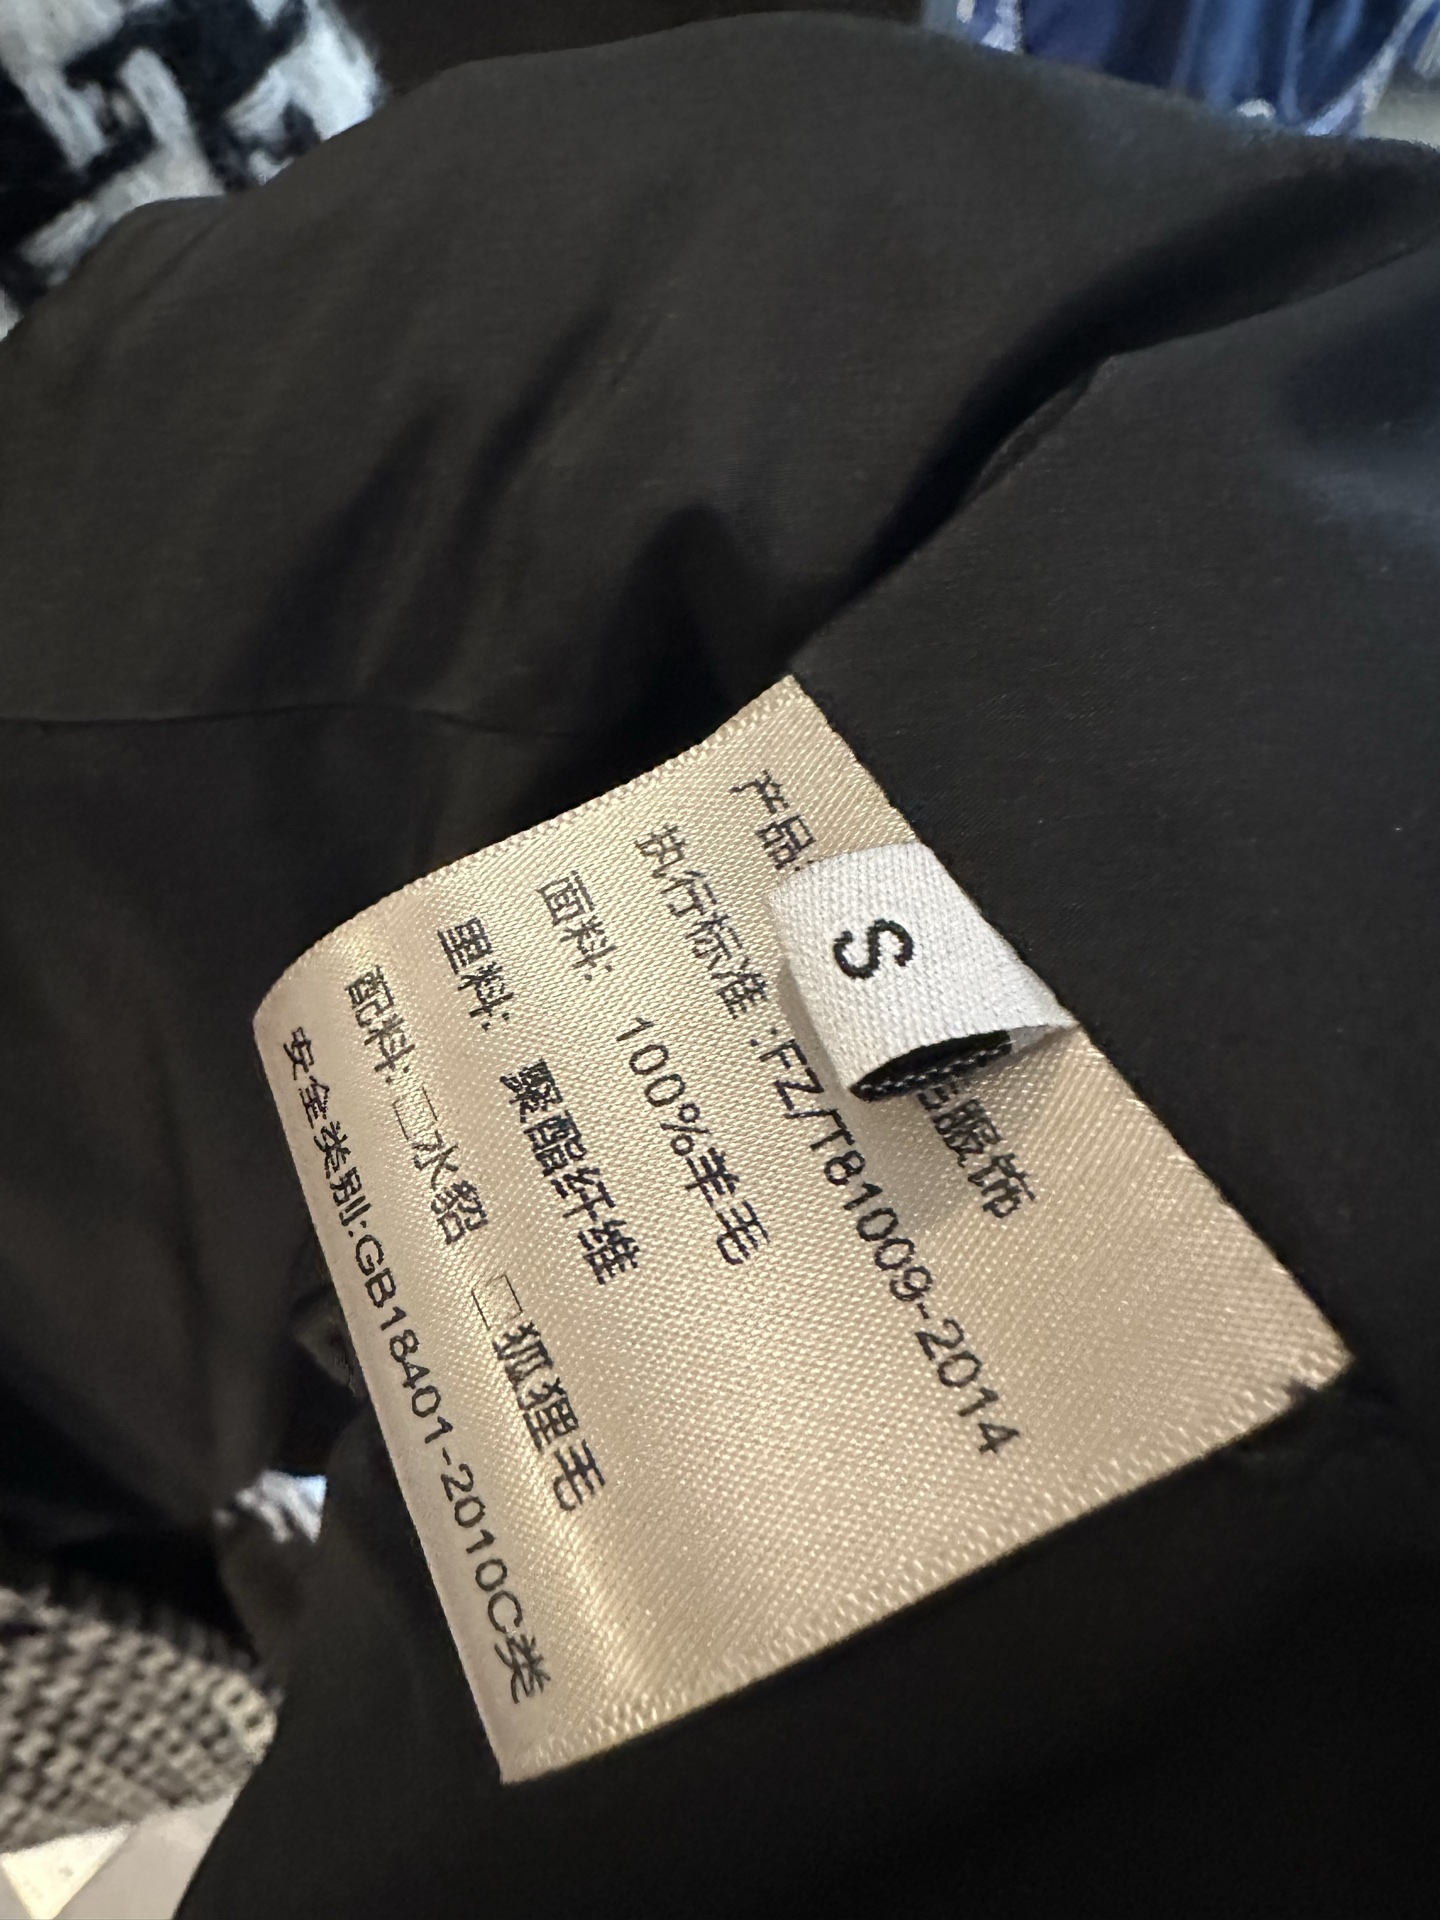 产品
服饰
S
执行标准:FZ/T81009-2014
面料: 100%羊毛
里料: 聚酯纤维
配料:□水貂 □狐狸毛
安全类别:GB18401-2010C类